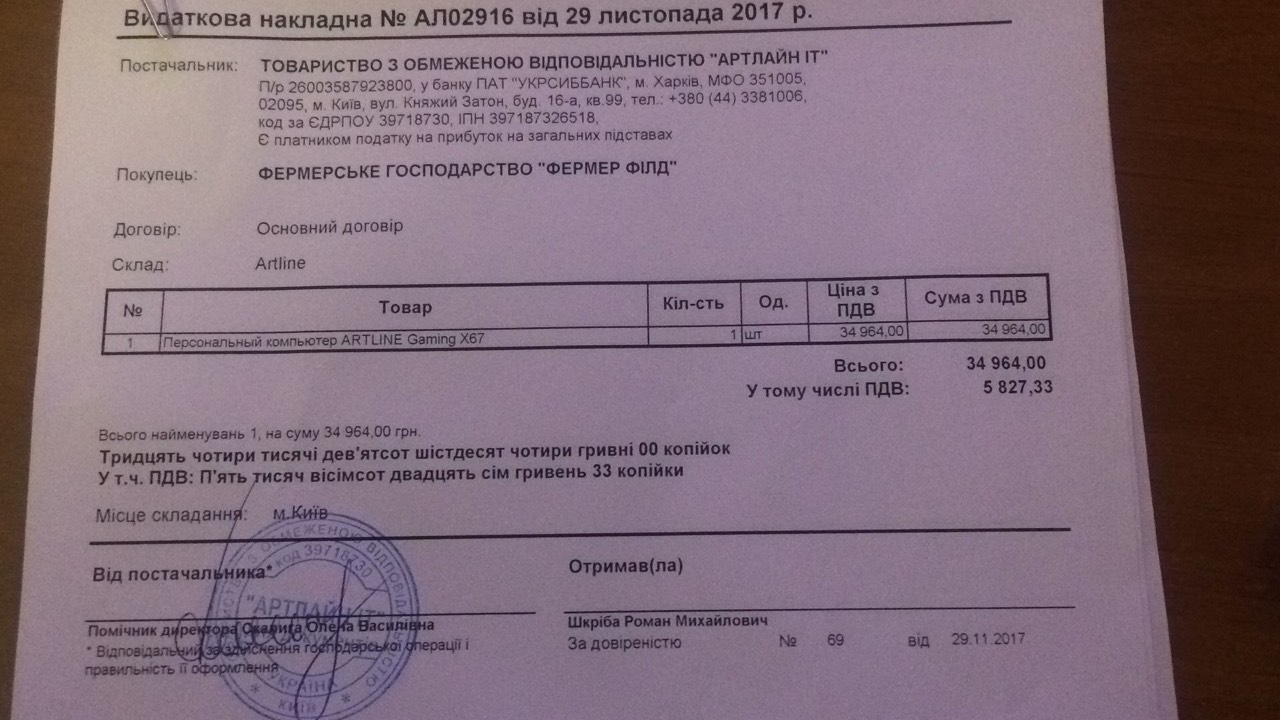 Видаткова накладна № АЛ02916 від 29 листопада 2017 р.
Постачальник: ТОВАРИСТВО З ОБМЕЖЕНОЮ ВІДПОВІДАЛЬНІСТЮ "АРТЛАЙН ІТ"
П/р 26003587923800, у банку ПАТ "УКРСИББАНК", м. Харків, МФО 351005,
02095, м. Київ, вул. Княжий Затон, буд. 16-а, кв.99, тел.: +380 (44) 3381006,
код за ЄДРПОУ 39718730, ІПН 397187326518,
Є платником податку на прибуток на загальних підставах
Покупець: ФЕРМЕРСЬКЕ ГОСПОДАРСТВО "ФЕРМЕР ФІЛД"
Договір: Основний договір
Склад: Artline
№ Товар Кіл-сть Од. Ціна з ПДВ Сума з ПДВ
1 Персональный компьютер ARTLINE Gaming X67 1 шт 34 964,00 34 964,00
Всього: 34 964,00
У тому числі ПДВ: 5 827,33
Всього найменувань 1, на суму 34 964,00 грн.
Тридцять чотири тисячі дев'ятсот шістдесят чотири гривні 00 копійок
У т.ч. ПДВ: П'ять тисяч вісімсот двадцять сім гривень 33 копійки
Місце складання: м.Київ
Від постачальника* Отримав(ла)
Помічник директора Скалига Олена Василівна Шкріба Роман Михайлович
* Відповідальний за здійснення господарської операції і За довіреністю № 69 від 29.11.2017
правильність її оформлення
З ОБМЕЖЕНОЮ ВІДПОВІДАЛЬНІСТЮ
код 39718730
"АРТЛАЙН ІТ"
УКРАЇНА
* КИЇВ *